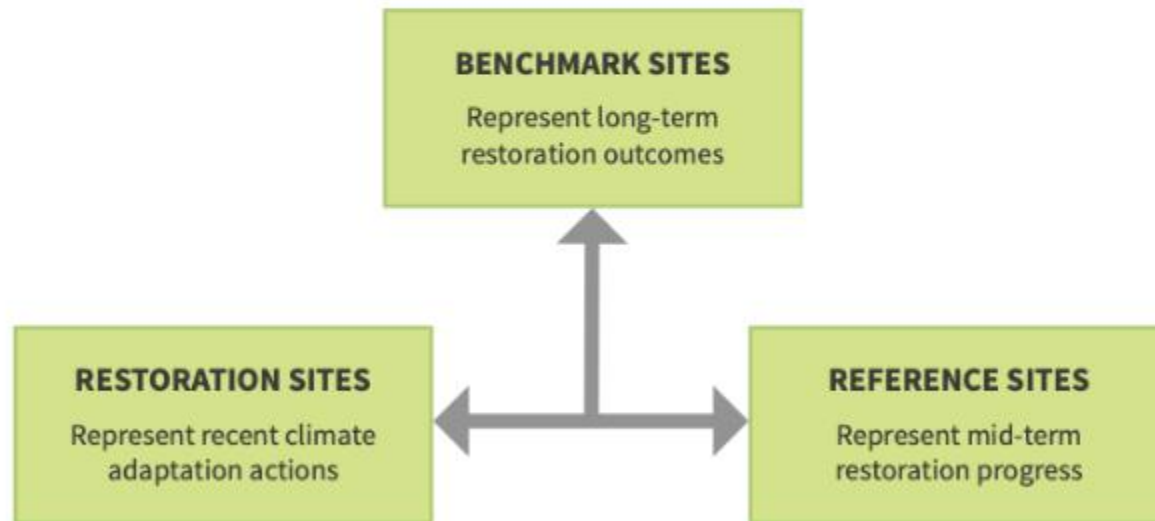 BENCHMARK SITES
Represent long-term
restoration outcomes
RESTORATION SITES
Represent recent climate
adaptation actions
REFERENCE SITES
Represent mid-term
restoration progress